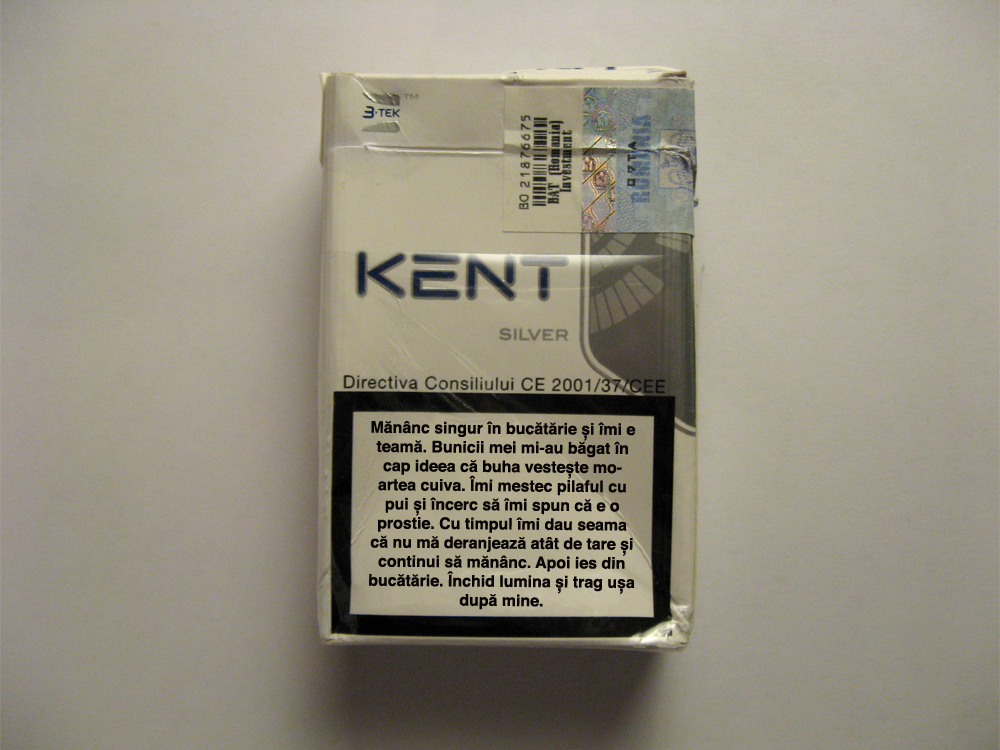 3·TEK™
BO 21876675
BAT (Romania)
Investment
ROMANIA
KENT
SILVER
Directiva Consiliului CE 2001/37/CEE
Mănânc singur în bucătărie și îmi e
teamă. Bunicii mei mi-au băgat în
cap ideea că buha vestește mo-
artea cuiva. Îmi mestec pilaful cu
pui și încerc să îmi spun că e o
prostie. Cu timpul îmi dau seama
că nu mă deranjează atât de tare și
continui să mănânc. Apoi ies din
bucătărie. Închid lumina și trag ușa
după mine.